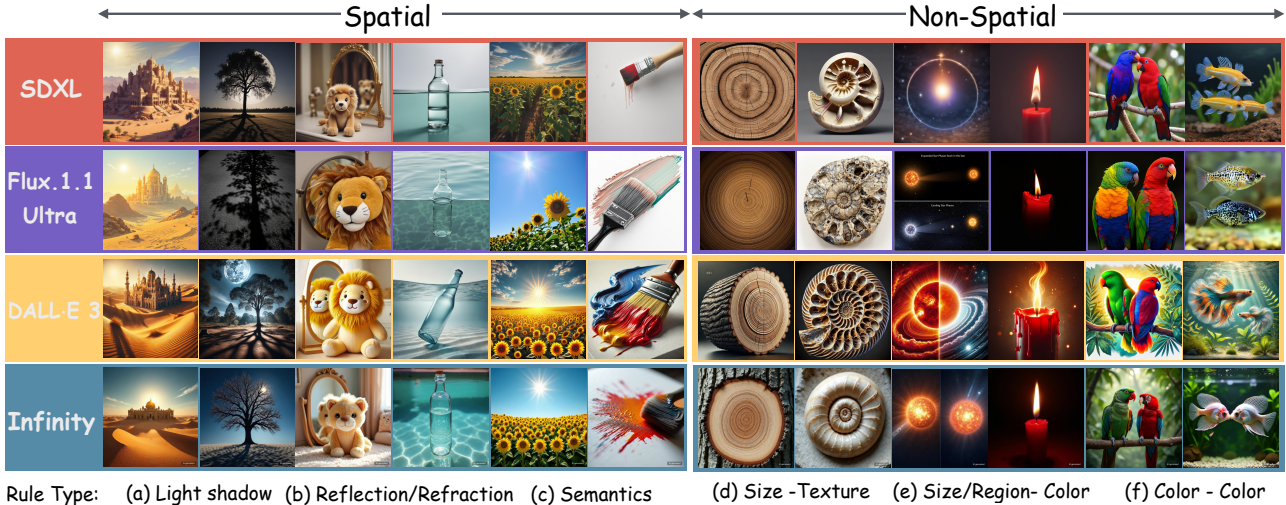 Spatial
Non-Spatial
SDXL
Flux.1.1
Ultra
DALL·E 3
Infinity
Rule Type:
(a) Light shadow
(b) Reflection/Refraction
(c) Semantics
(d) Size -Texture
(e) Size/Region- Color
(f) Color - Color